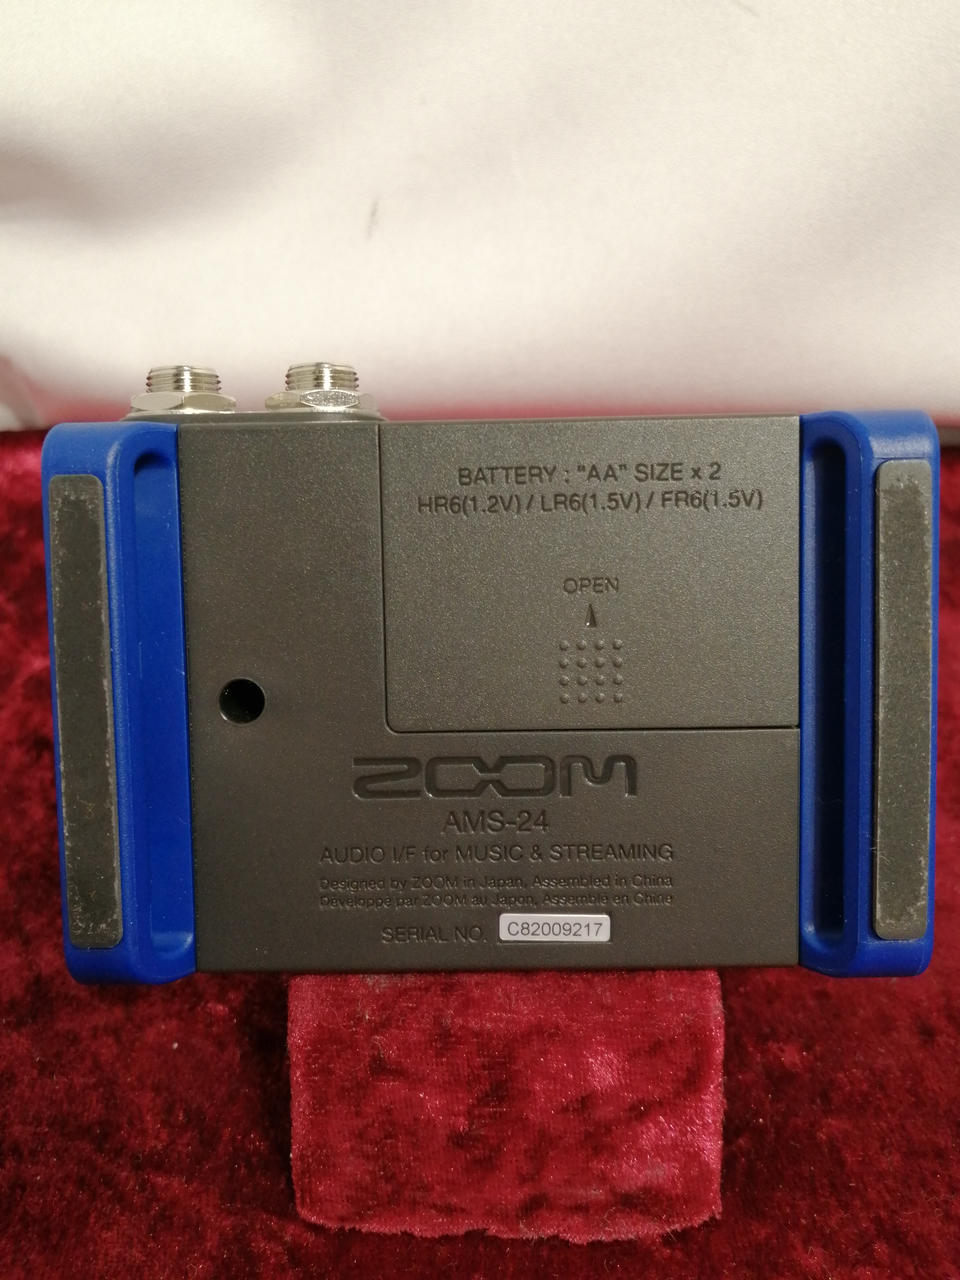 BATTERY : "AA" SIZE x 2
HR6(1.2V) / LR6(1.5V) / FR6(1.5V)
OPEN
ZOOM
AMS-24
AUDIO I/F for MUSIC & STREAMING
Designed by ZOOM in Japan, Assembled in China
Développé par ZOOM au Japon, Assemblé en Chine
SERIAL NO. C82009217